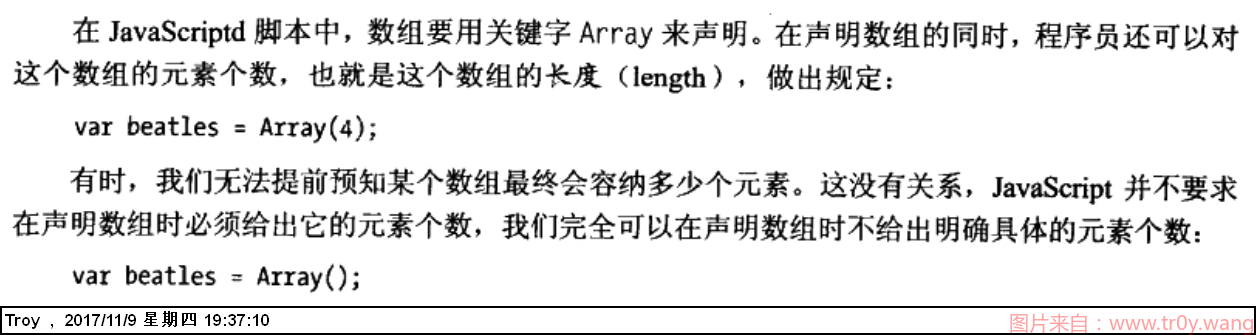 在 JavaScriptd 脚本中，数组要用关键字 Array 来声明。在声明数组的同时，程序员还可以对
这个数组的元素个数，也就是这个数组的长度（length），做出规定：
var beatles = Array(4);
有时，我们无法提前预知某个数组最终会容纳多少个元素。这没有关系，JavaScript 并不要求
在声明数组时必须给出它的元素个数，我们完全可以在声明数组时不给出明确具体的元素个数：
var beatles = Array();
Troy , 2017/11/9 星期四 19:37:10
图片来自：www.tr0y.wang